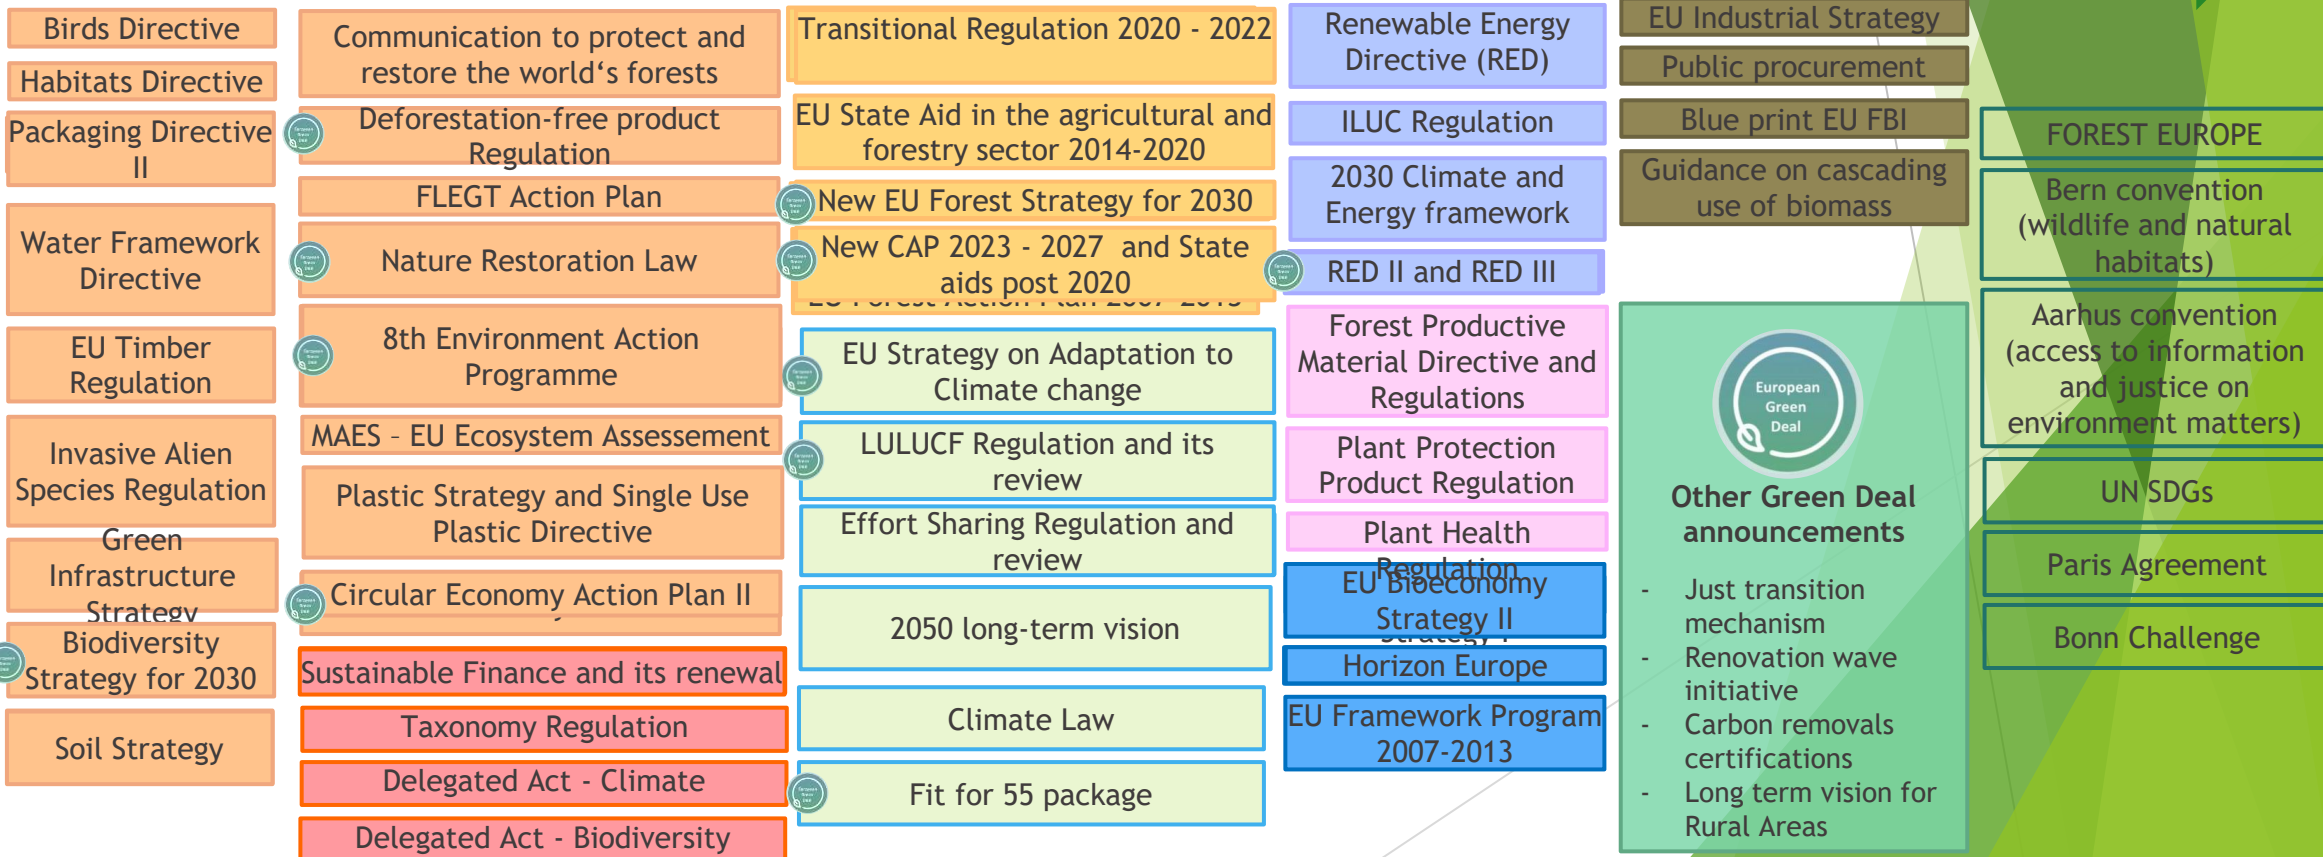 Birds Directive
Habitats Directive
Packaging Directive
II
Water Framework
Directive
EU Timber
Regulation
Invasive Alien
Species Regulation
Green
Infrastructure
Strategy
Biodiversity
Strategy for 2030
Soil Strategy
Communication to protect and
restore the world‘s forests
Deforestation-free product
Regulation
FLEGT Action Plan
Nature Restoration Law
8th Environment Action
Programme
MAES – EU Ecosystem Assessement
Plastic Strategy and Single Use
Plastic Directive
Circular Economy Action Plan II
Sustainable Finance and its renewal
Taxonomy Regulation
Delegated Act - Climate
Delegated Act - Biodiversity
Transitional Regulation 2020 - 2022
EU State Aid in the agricultural and
forestry sector 2014-2020
New EU Forest Strategy for 2030
New CAP 2023 - 2027 and State
aids post 2020
EU Forest Action Plan 2007-2013
EU Strategy on Adaptation to
Climate change
LULUCF Regulation and its
review
Effort Sharing Regulation and
review
2050 long-term vision
Climate Law
Fit for 55 package
Renewable Energy
Directive (RED)
ILUC Regulation
2030 Climate and
Energy framework
RED II and RED III
Forest Productive
Material Directive and
Regulations
Plant Protection
Product Regulation
Plant Health
Regulation
EU Bioeconomy
Strategy II
Horizon Europe
EU Framework Program
2007-2013
EU Industrial Strategy
Public procurement
Blue print EU FBI
Guidance on cascading
use of biomass
European
Green
Deal
Other Green Deal
announcements
- Just transition
mechanism
- Renovation wave
initiative
- Carbon removals
certifications
- Long term vision for
Rural Areas
FOREST EUROPE
Bern convention
(wildlife and natural
habitats)
Aarhus convention
(access to information
and justice on
environment matters)
UN SDGs
Paris Agreement
Bonn Challenge